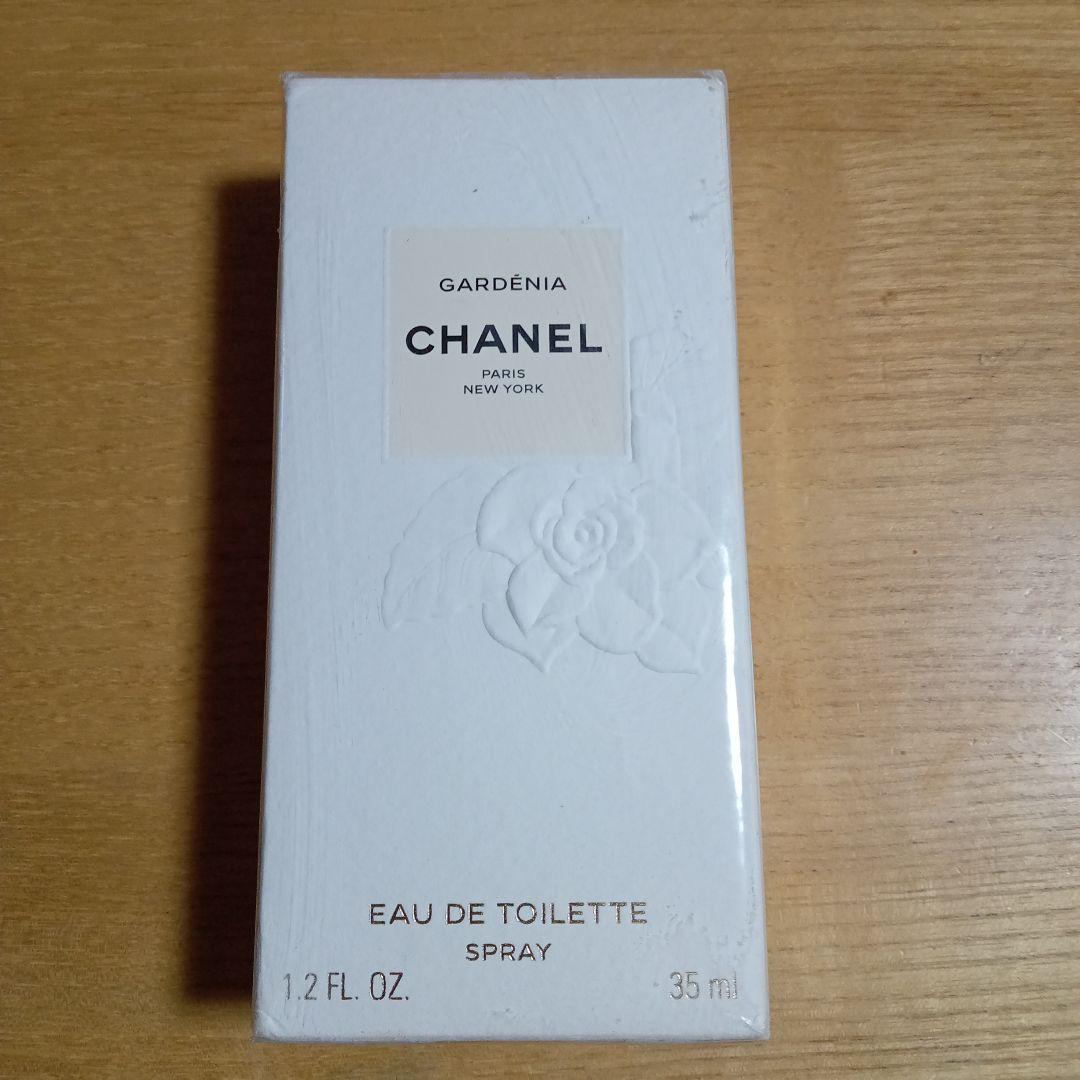 GARDÉNIA
CHANEL
PARIS
NEW YORK
EAU DE TOILETTE
SPRAY
1.2 FL. OZ. 35 ml